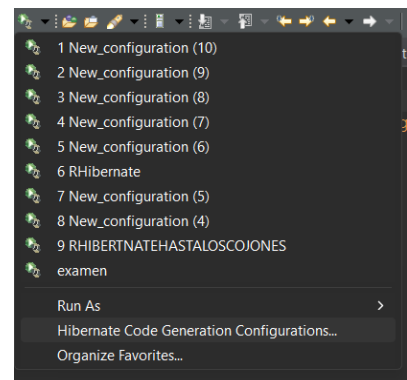 1 New_configuration (10)
2 New_configuration (9)
3 New_configuration (8)
4 New_configuration (7)
5 New_configuration (6)
6 RHibernate
7 New_configuration (5)
8 New_configuration (4)
9 RHIBERTNATEHASTALOSCOJONES
examen
Run As
Hibernate Code Generation Configurations...
Organize Favorites...